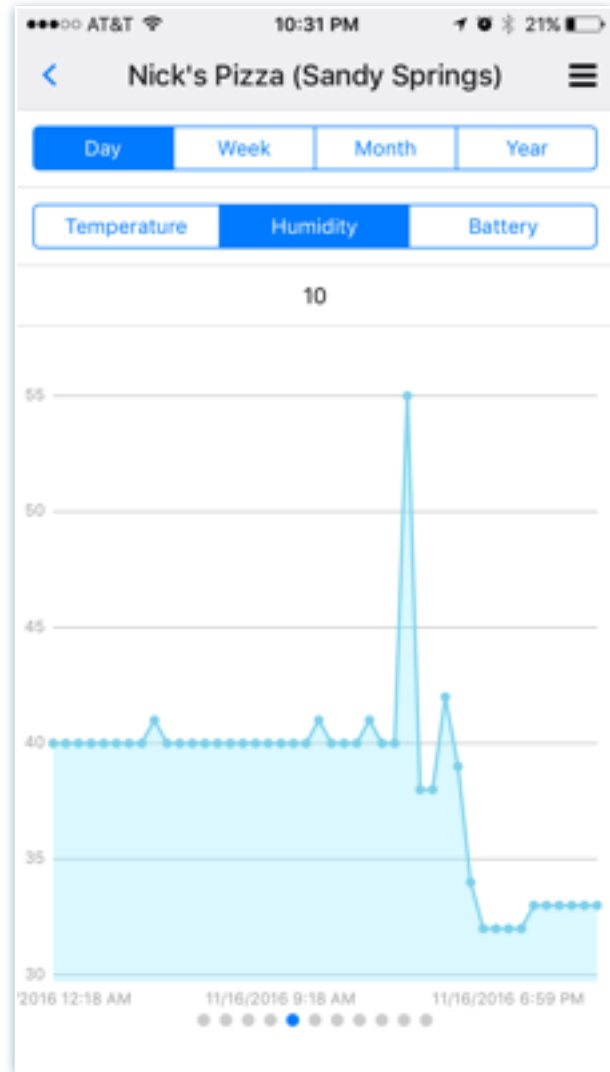 AT&T 10:31 PM 21%
Nick's Pizza (Sandy Springs)
Day Week Month Year
Temperature Humidity Battery
10
55
50
45
40
35
30
/2016 12:18 AM 11/16/2016 9:18 AM 11/16/2016 6:59 PM